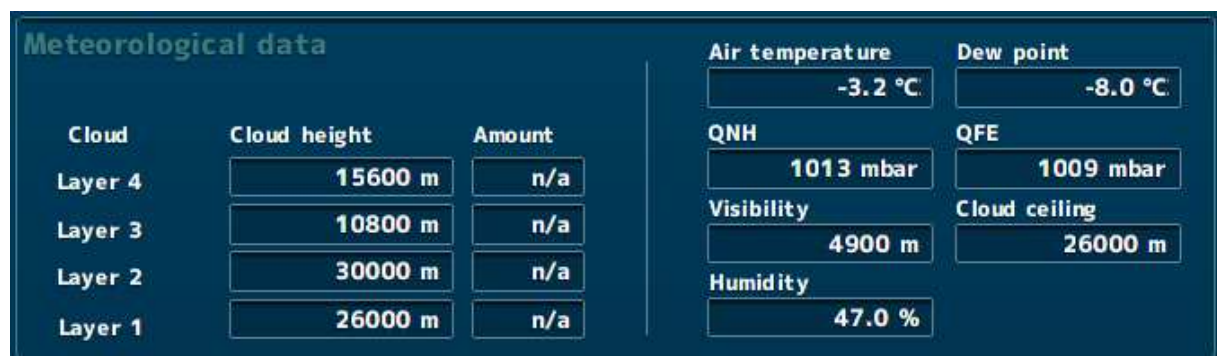 Meteorological data
Cloud Cloud height Amount
Layer 4 15600 m n/a
Layer 3 10800 m n/a
Layer 2 30000 m n/a
Layer 1 26000 m n/a
Air temperature Dew point
-3.2 °C -8.0 °C
QNH QFE
1013 mbar 1009 mbar
Visibility Cloud ceiling
4900 m 26000 m
Humidity
47.0 %